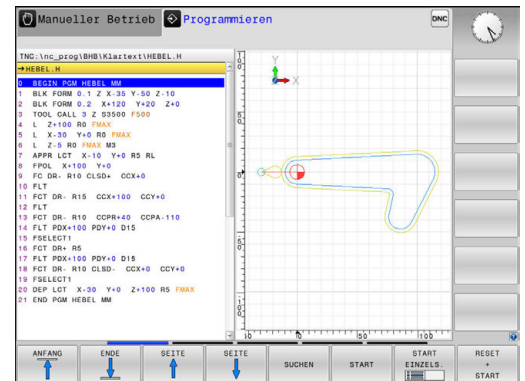 Manueller Betrieb
Programmieren
DNC
TNC:\nc_prog\BHB\Klartext\HEBEL.H
→HEBEL.H
0 BEGIN PGM HEBEL MM
1 BLK FORM 0.1 Z X-35 Y-50 Z-10
2 BLK FORM 0.2 X+120 Y+20 Z+0
3 TOOL CALL 3 Z S3500 F500
4 L Z+100 R0 FMAX
5 L X-30 Y+0 R0 FMAX
6 L Z-5 R0 FMAX M3
7 APPR LCT X-10 Y+0 R5 RL
8 FPOL X+100 Y+0
9 FC DR- R10 CLSD+ CCX+0
10 FLT
11 FCT DR- R15 CCX+100 CCY+0
12 FLT
13 FCT DR- R10 CCPR+40 CCPA-110
14 FLT PDX+100 PDY+0 D15
15 FSELECT1
16 FCT DR+ R5
17 FLT PDX+100 PDY+0 D15
18 FCT DR- R10 CLSD- CCX+0 CCY+0
19 FSELECT1
20 DEP LCT X-30 Y+0 Z+100 R5 FMAX
21 END PGM HEBEL MM
Y
X
0
50
100
ANFANG
ENDE
SEITE
SEITE
SUCHEN
START
START EINZELS.
RESET + START